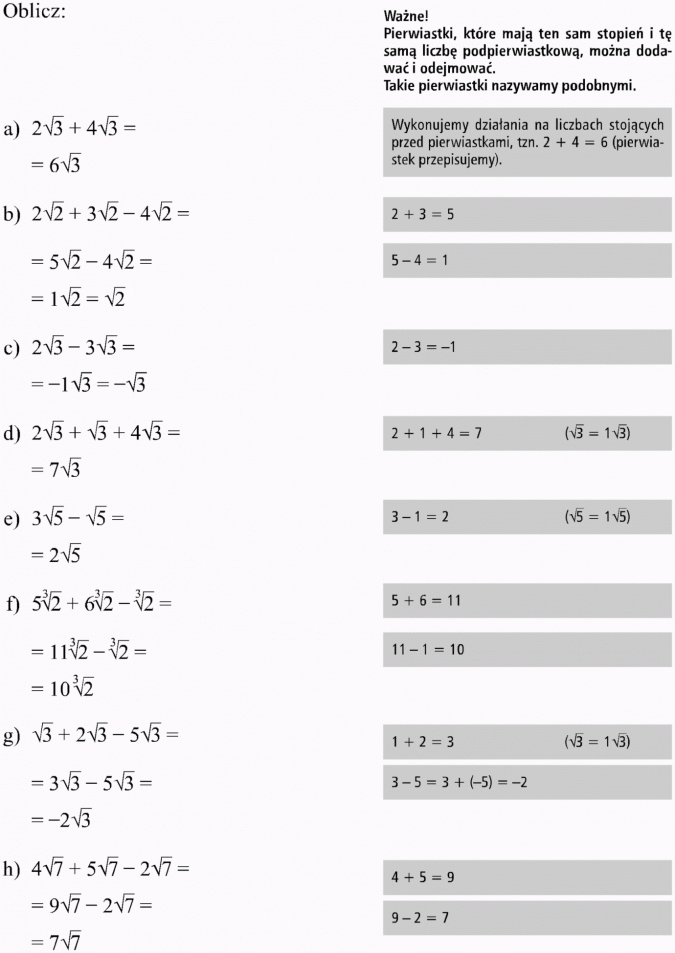 Oblicz:
Ważne!
Pierwiastki, które mają ten sam stopień i tę
samą liczbę podpierwiastkową, można doda-
wać i odejmować.
Takie pierwiastki nazywamy podobnymi.
a) 2√3 + 4√3 =
= 6√3
Wykonujemy działania na liczbach stojących
przed pierwiastkami, tzn. 2 + 4 = 6 (pierwia-
stek przepisujemy).
b) 2√2 + 3√2 – 4√2 =
2 + 3 = 5
= 5√2 – 4√2 =
5 – 4 = 1
= 1√2 = √2
c) 2√3 – 3√3 =
2 – 3 = –1
= –1√3 = –√3
d) 2√3 + √3 + 4√3 =
2 + 1 + 4 = 7 (√3 = 1√3)
= 7√3
e) 3√5 – √5 =
3 – 1 = 2 (√5 = 1√5)
= 2√5
f) 5∛2 + 6∛2 – ∛2 =
5 + 6 = 11
= 11∛2 – ∛2 =
11 – 1 = 10
= 10∛2
g) √3 + 2√3 – 5√3 =
1 + 2 = 3 (√3 = 1√3)
= 3√3 – 5√3 =
3 – 5 = 3 + (–5) = –2
= –2√3
h) 4√7 + 5√7 – 2√7 =
4 + 5 = 9
= 9√7 – 2√7 =
9 – 2 = 7
= 7√7